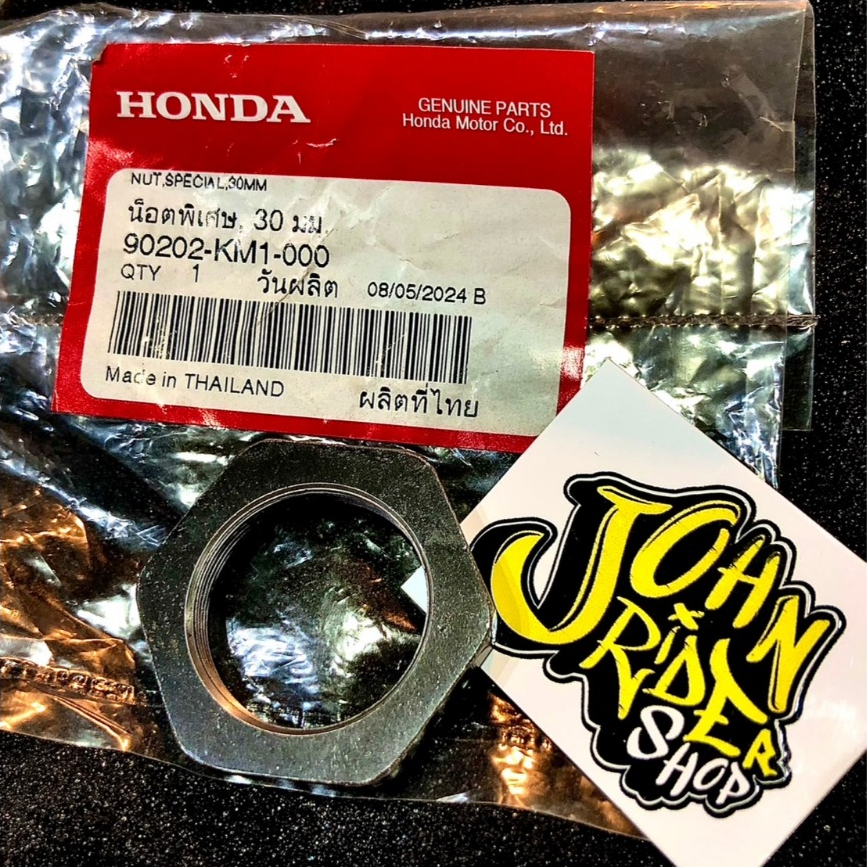 HONDA
GENUINE PARTS
Honda Motor Co., Ltd.
NUT,SPECIAL,30MM
น็อตพิเศษ, 30 มม.
90202-KM1-000
QTY 1 วันผลิต 08/05/2024 B
Made in THAILAND ผลิตที่ไทย
JOHN
RiDER
SHOP